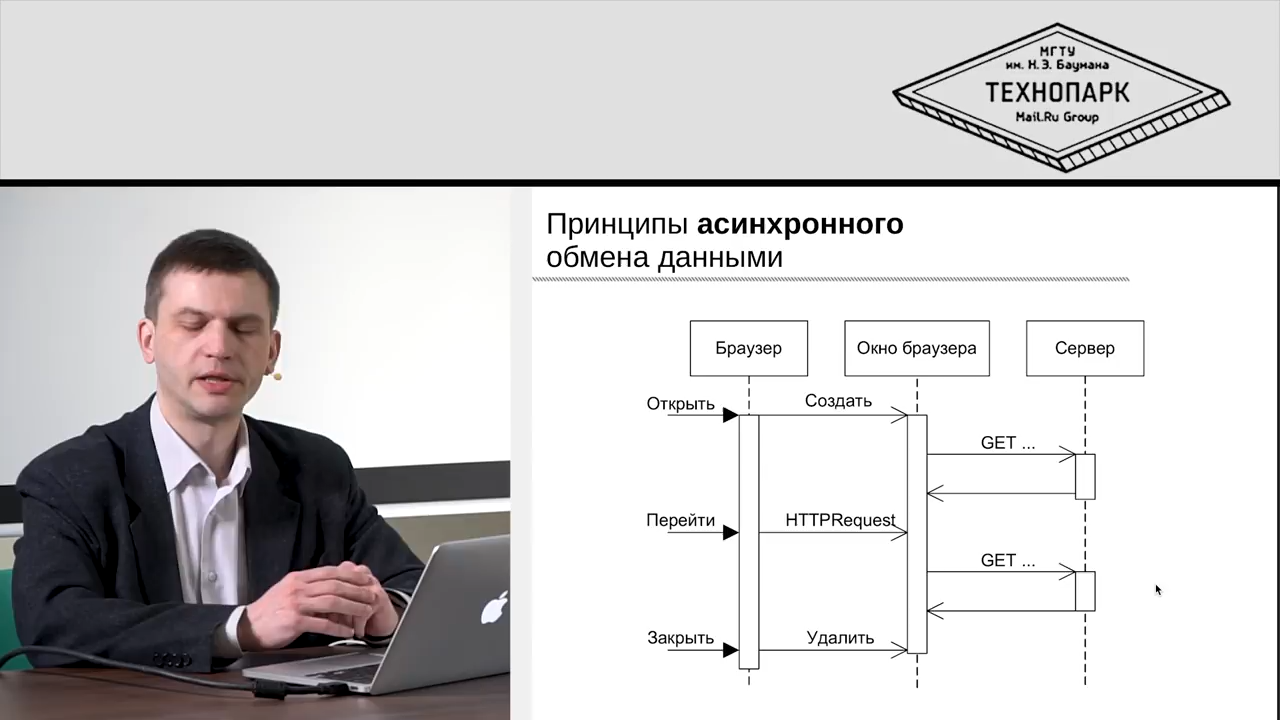 МГТУ
им. Н.Э. Баумана
ТЕХНОПАРК
Mail.Ru Group
Принципы асинхронного
обмена данными
Браузер
Окно браузера
Сервер
Открыть
Создать
GET ...
Перейти
HTTPRequest
GET ...
Закрыть
Удалить